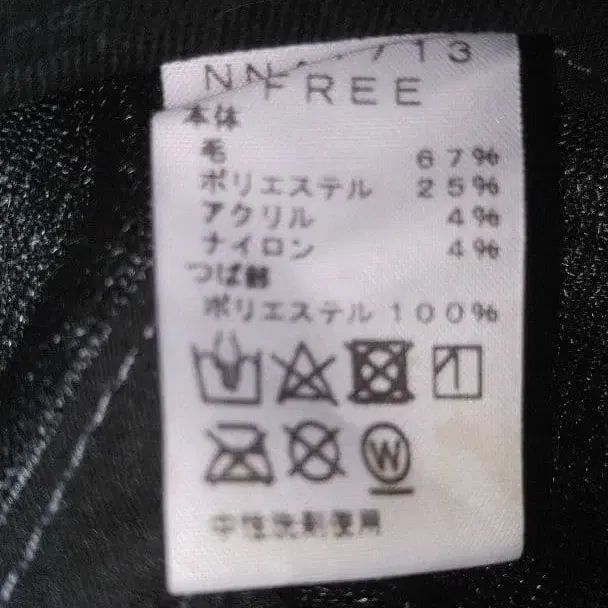 FREE
本体
毛 67%
ポリエステル 25%
アクリル 4%
ナイロン 4%
つば部
ポリエステル 100%
W
中性洗剤使用